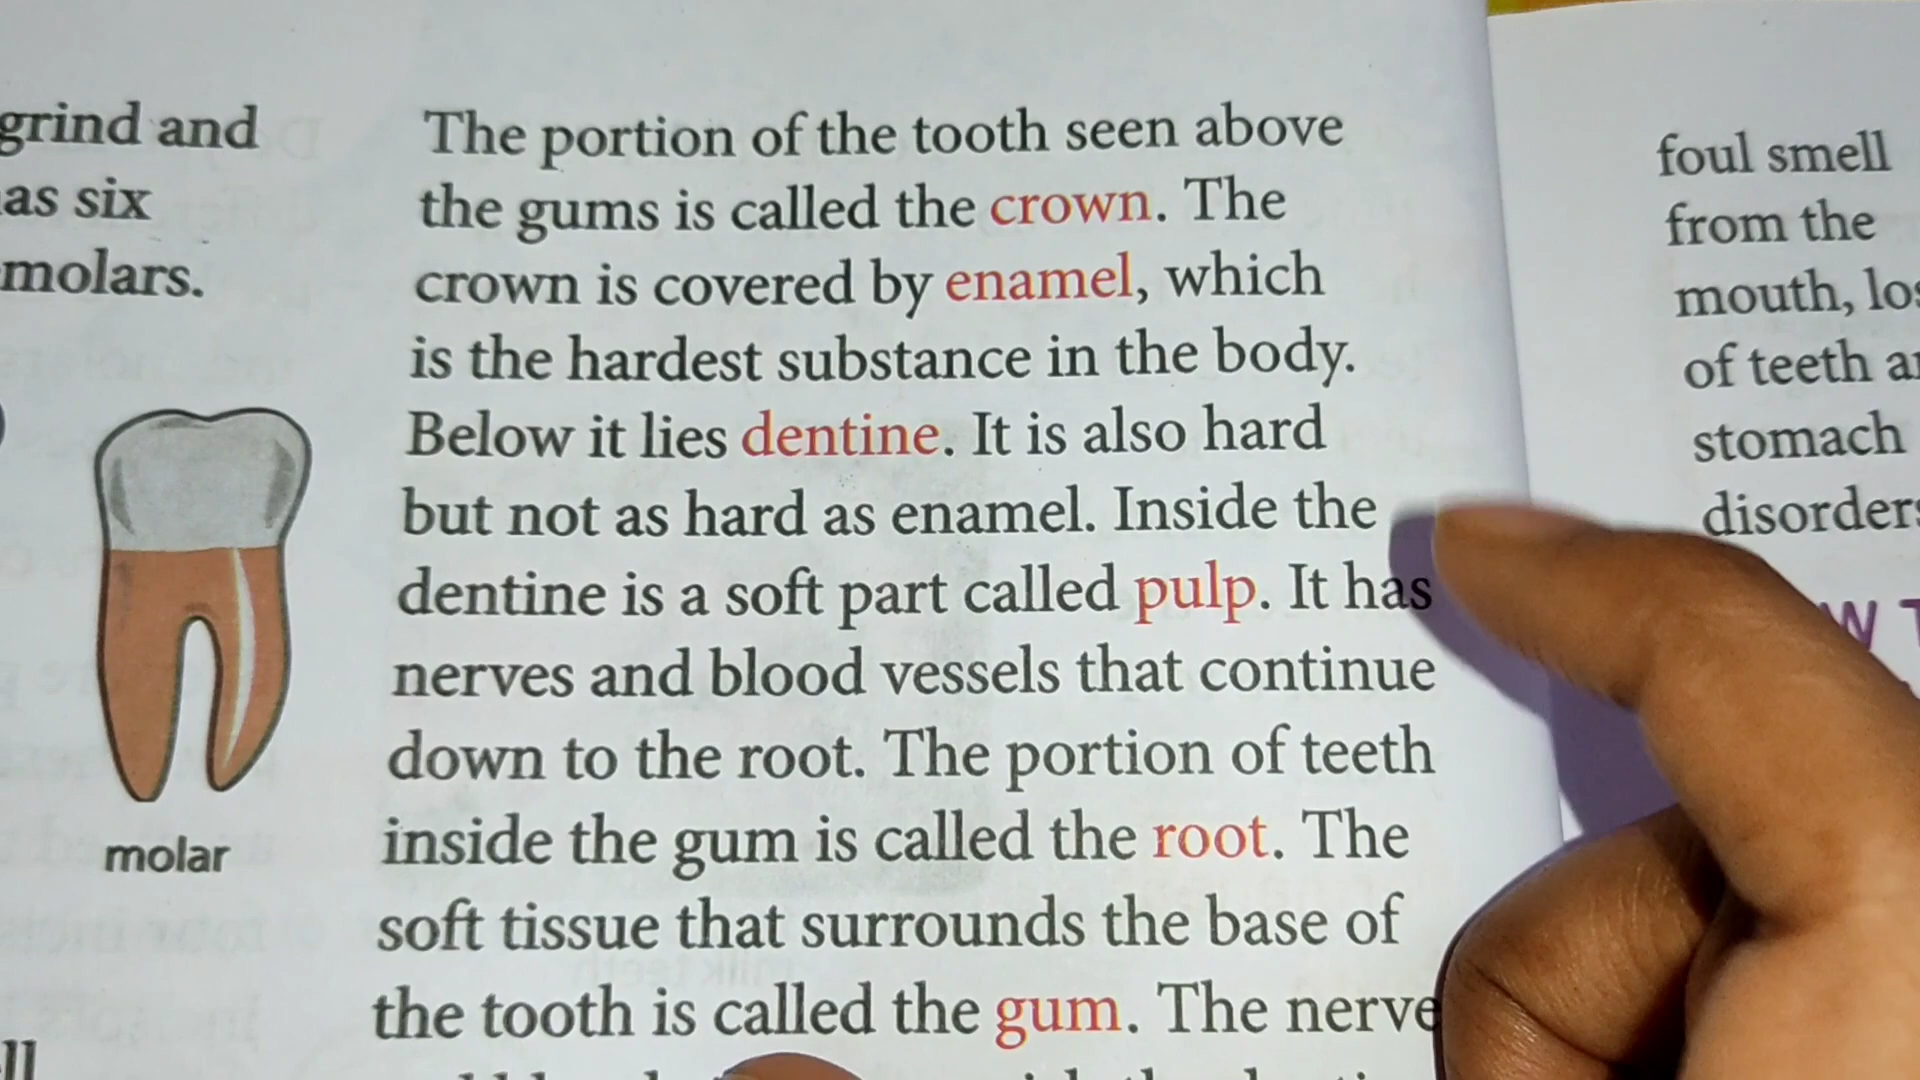 grind and
as six
molars.
molar
The portion of the tooth seen above
the gums is called the crown. The
crown is covered by enamel, which
is the hardest substance in the body.
Below it lies dentine. It is also hard
but not as hard as enamel. Inside the
dentine is a soft part called pulp. It has
nerves and blood vessels that continue
down to the root. The portion of teeth
inside the gum is called the root. The
soft tissue that surrounds the base of
the tooth is called the gum. The nerve
foul smell
from the
mouth,
of teeth
stomach
disorders